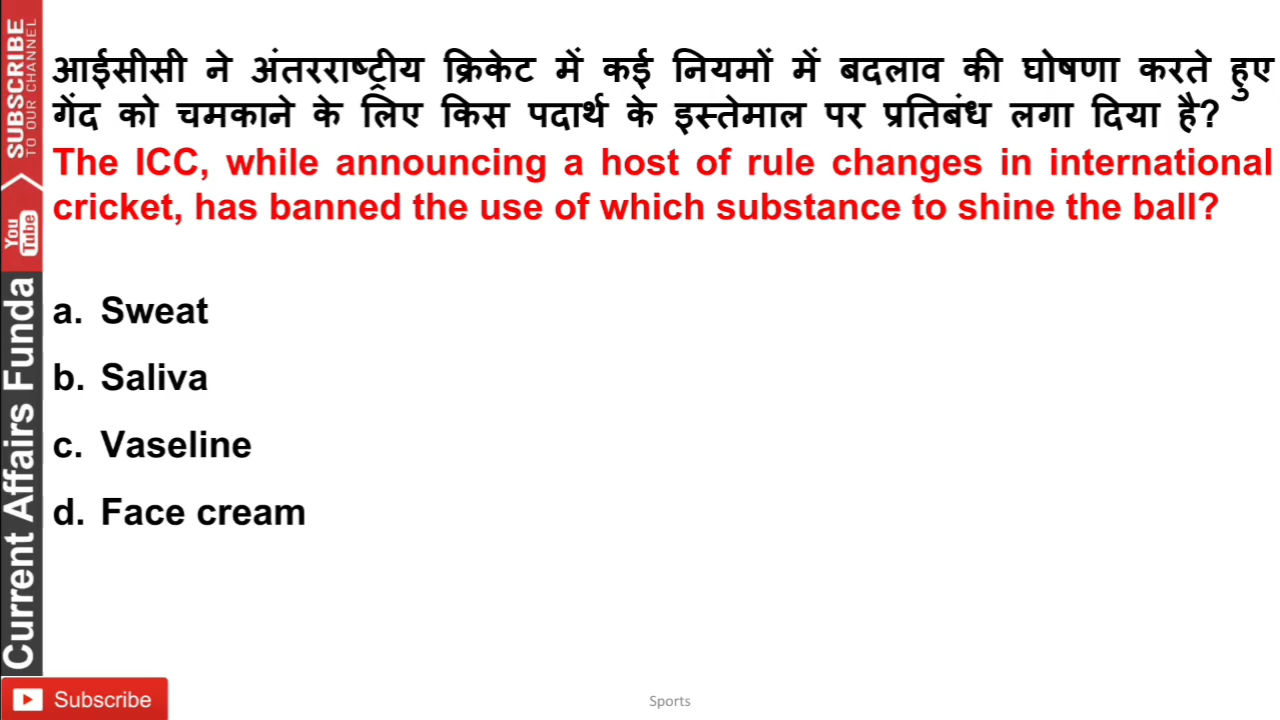 आईसीसी ने अंतरराष्ट्रीय क्रिकेट में कई नियमों में बदलाव की घोषणा करते हुए
गेंद को चमकाने के लिए किस पदार्थ के इस्तेमाल पर प्रतिबंध लगा दिया है?
The ICC, while announcing a host of rule changes in international
cricket, has banned the use of which substance to shine the ball?
a. Sweat
b. Saliva
c. Vaseline
d. Face cream
SUBSCRIBE
TO OUR CHANNEL
You
Tube
Current Affairs Funda
Subscribe
Sports